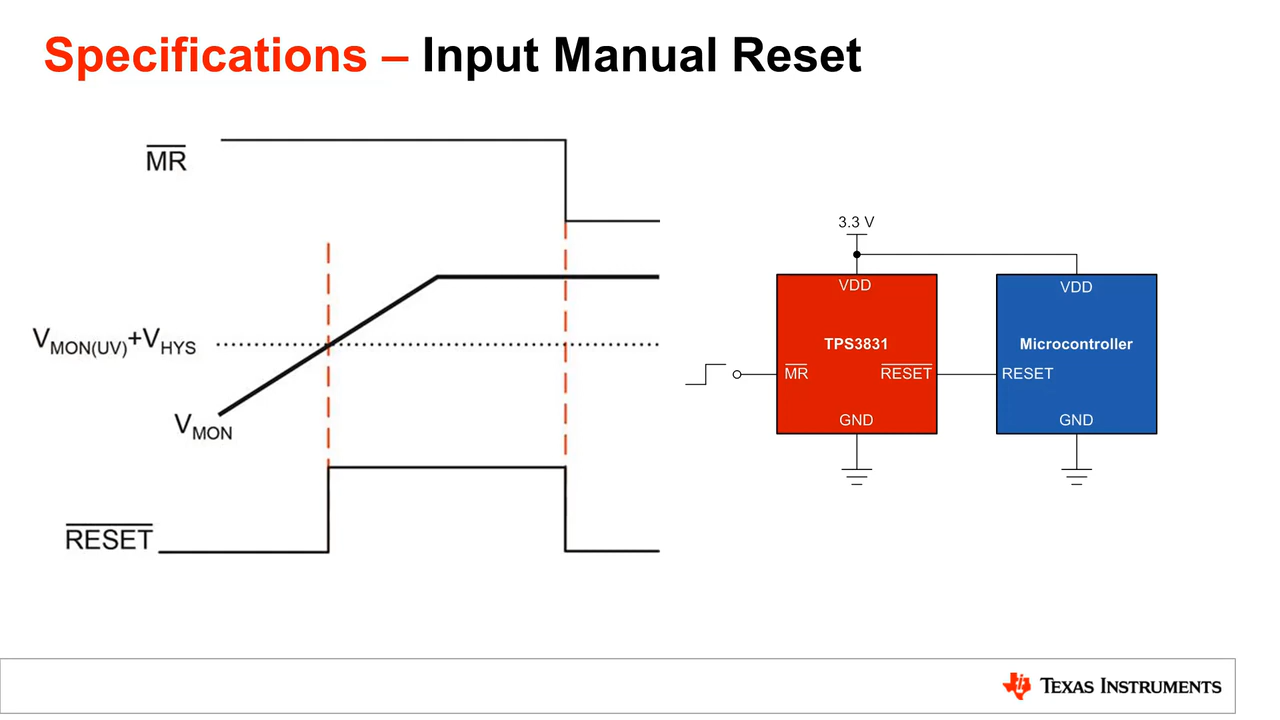 Specifications – Input Manual Reset
MR
V_MON(UV)+V_HYS
V_MON
RESET
3.3 V
VDD
TPS3831
MR
RESET
GND
VDD
Microcontroller
RESET
GND
TEXAS INSTRUMENTS